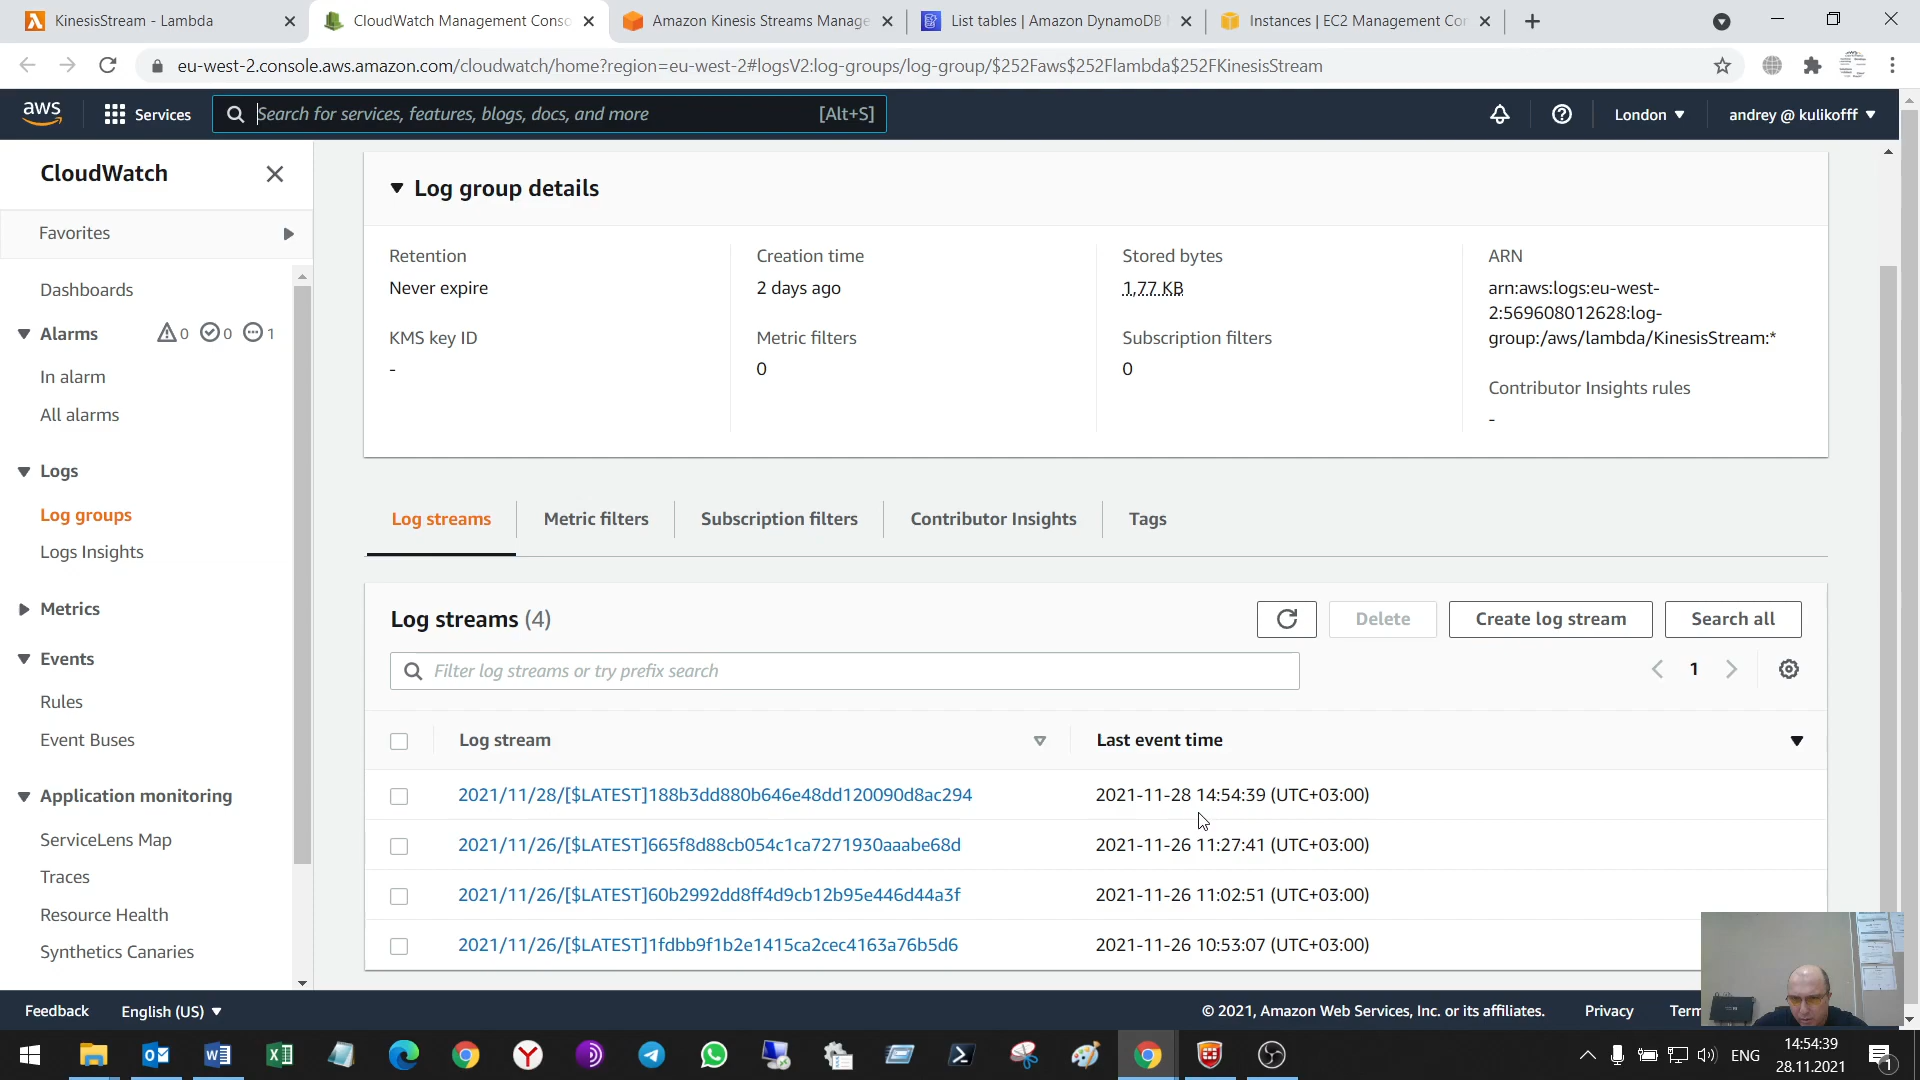 KinesisStream - Lambda
CloudWatch Management Conso
Amazon Kinesis Streams Manage
List tables | Amazon DynamoDB
Instances | EC2 Management Con
eu-west-2.console.aws.amazon.com/cloudwatch/home?region=eu-west-2#logsV2:log-groups/log-group/$252Faws$252Flambda$252FKinesisStream
aws
Services
Search for services, features, blogs, docs, and more
[Alt+S]
London
andrey @ kulikofff
CloudWatch
Favorites
Dashboards
Alarms
0
0
1
In alarm
All alarms
Logs
Log groups
Logs Insights
Metrics
Events
Rules
Event Buses
Application monitoring
ServiceLens Map
Traces
Resource Health
Synthetics Canaries
Log group details
Retention
Never expire
KMS key ID
-
Creation time
2 days ago
Metric filters
0
Stored bytes
1,77 KB
Subscription filters
0
ARN
arn:aws:logs:eu-west-
2:569608012628:log-
group:/aws/lambda/KinesisStream:*
Contributor Insights rules
-
Log streams
Metric filters
Subscription filters
Contributor Insights
Tags
Log streams (4)
Delete
Create log stream
Search all
Filter log streams or try prefix search
1
Log stream
Last event time
2021/11/28/[$LATEST]188b3dd880b646e48dd120090d8ac294
2021-11-28 14:54:39 (UTC+03:00)
2021/11/26/[$LATEST]665f8d88cb054c1ca7271930aaabe68d
2021-11-26 11:27:41 (UTC+03:00)
2021/11/26/[$LATEST]60b2992dd8ff4d9cb12b95e446d44a3f
2021-11-26 11:02:51 (UTC+03:00)
2021/11/26/[$LATEST]1fdbb9f1b2e1415ca2cec4163a76b5d6
2021-11-26 10:53:07 (UTC+03:00)
Feedback
English (US)
© 2021, Amazon Web Services, Inc. or its affiliates.
Privacy
Term
ENG
14:54:39
28.11.2021
1